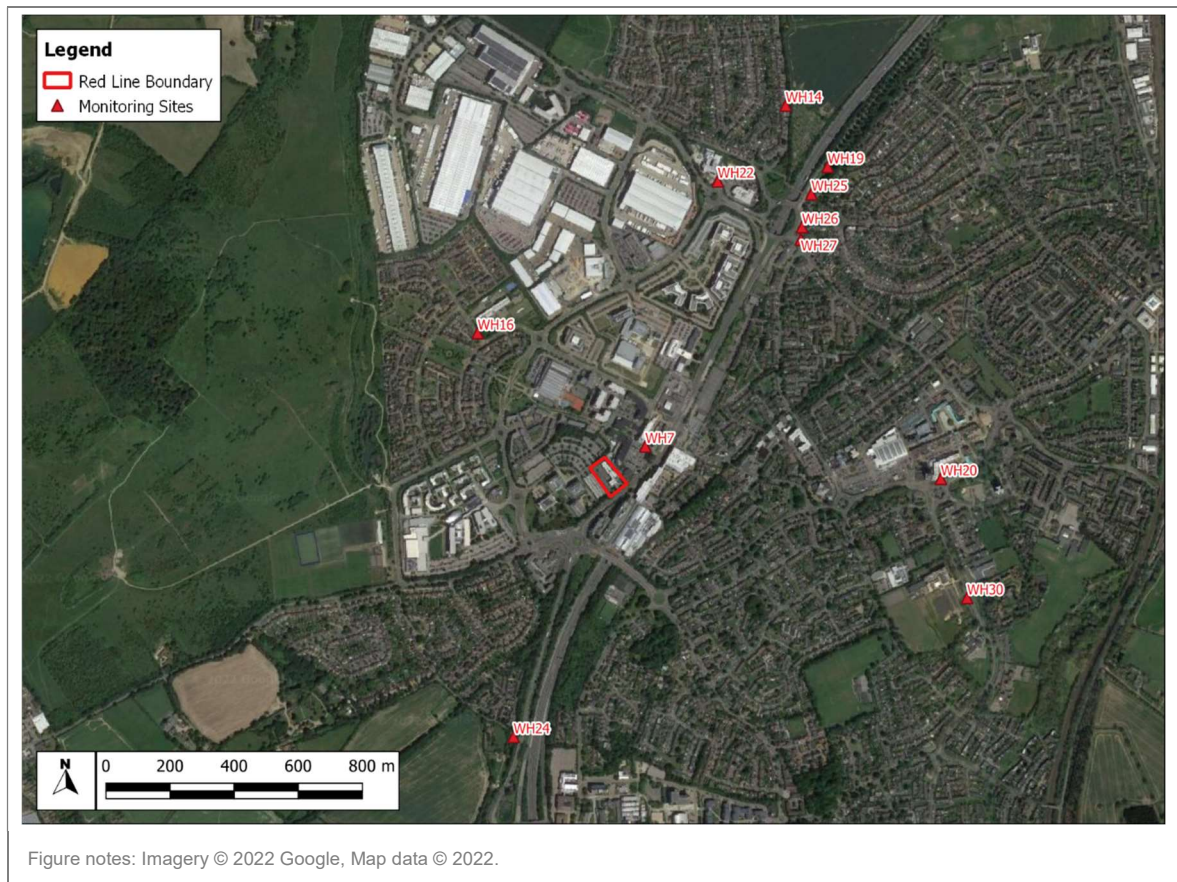 Legend
Red Line Boundary
Monitoring Sites
WH14
WH19
WH22
WH25
WH26
WH27
WH16
WH7
WH20
WH30
WH24
N
0 200 400 600 800 m
Figure notes: Imagery © 2022 Google, Map data © 2022.